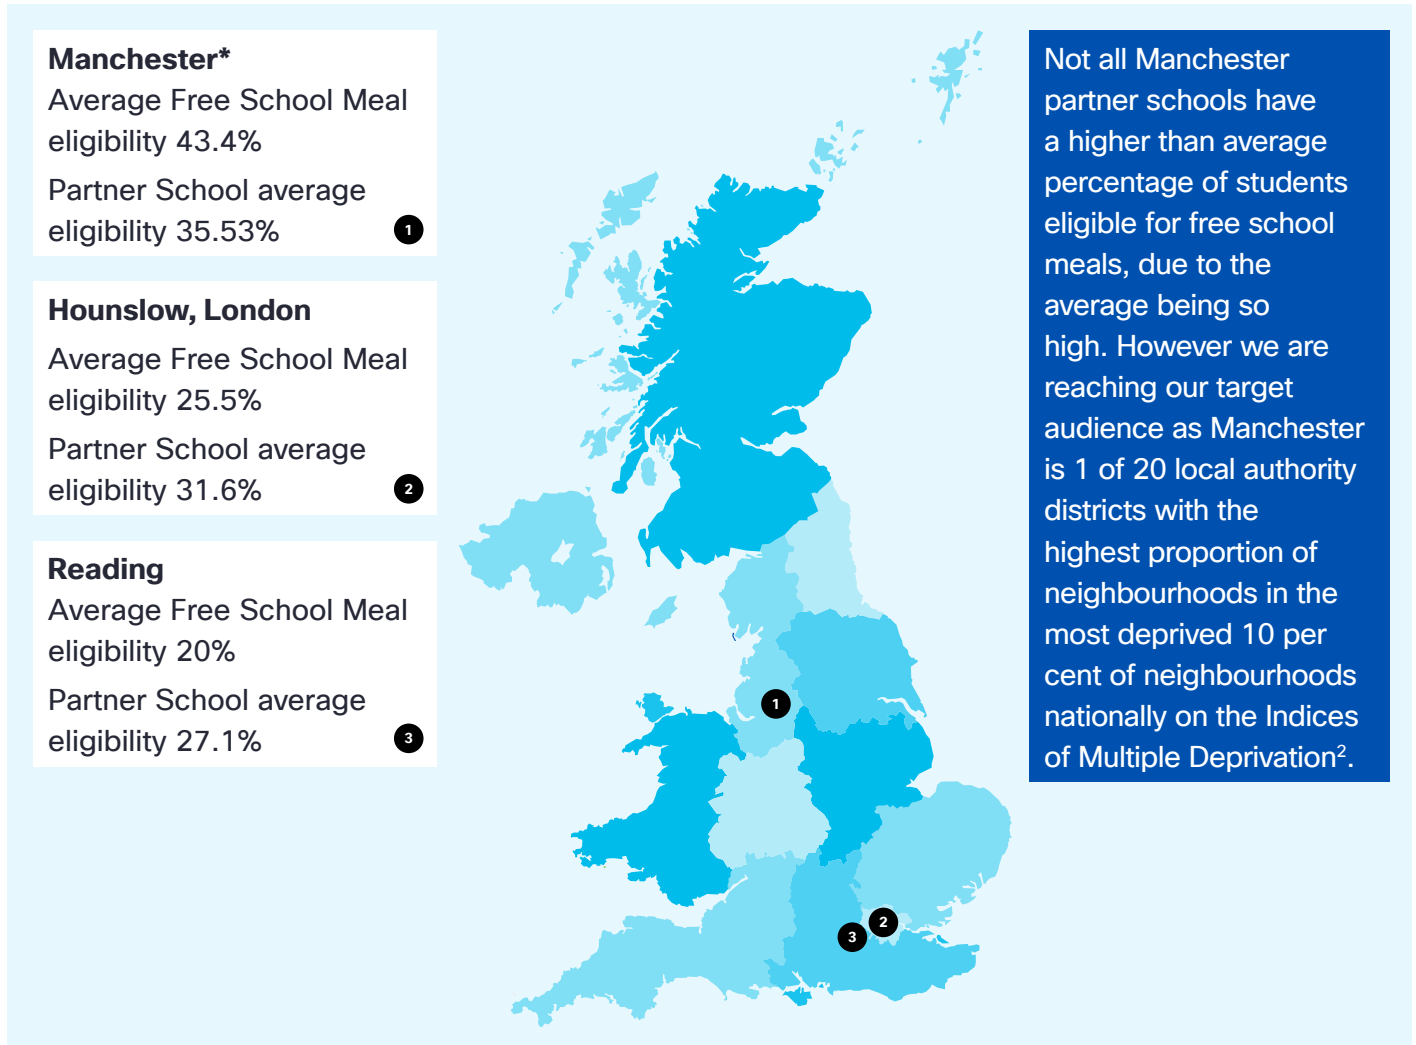 Manchester*
Average Free School Meal
eligibility 43.4%
Partner School average
eligibility 35.53%
1
Hounslow, London
Average Free School Meal
eligibility 25.5%
Partner School average
eligibility 31.6%
2
Reading
Average Free School Meal
eligibility 20%
Partner School average
eligibility 27.1%
3
1
2
3
Not all Manchester
partner schools have
a higher than average
percentage of students
eligible for free school
meals, due to the
average being so
high. However we are
reaching our target
audience as Manchester
is 1 of 20 local authority
districts with the
highest proportion of
neighbourhoods in the
most deprived 10 per
cent of neighbourhoods
nationally on the Indices
of Multiple Deprivation².